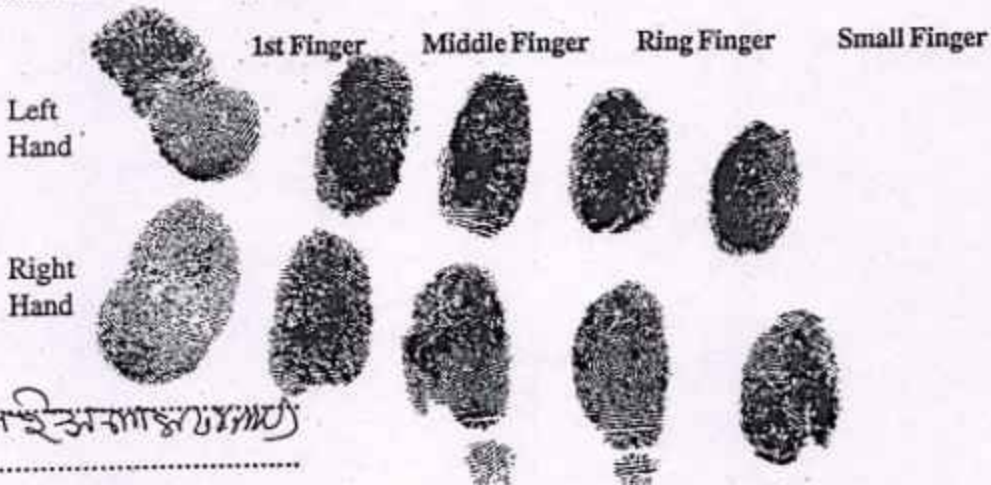 1st Finger Middle Finger Ring Finger Small Finger
Left
Hand
Right
Hand